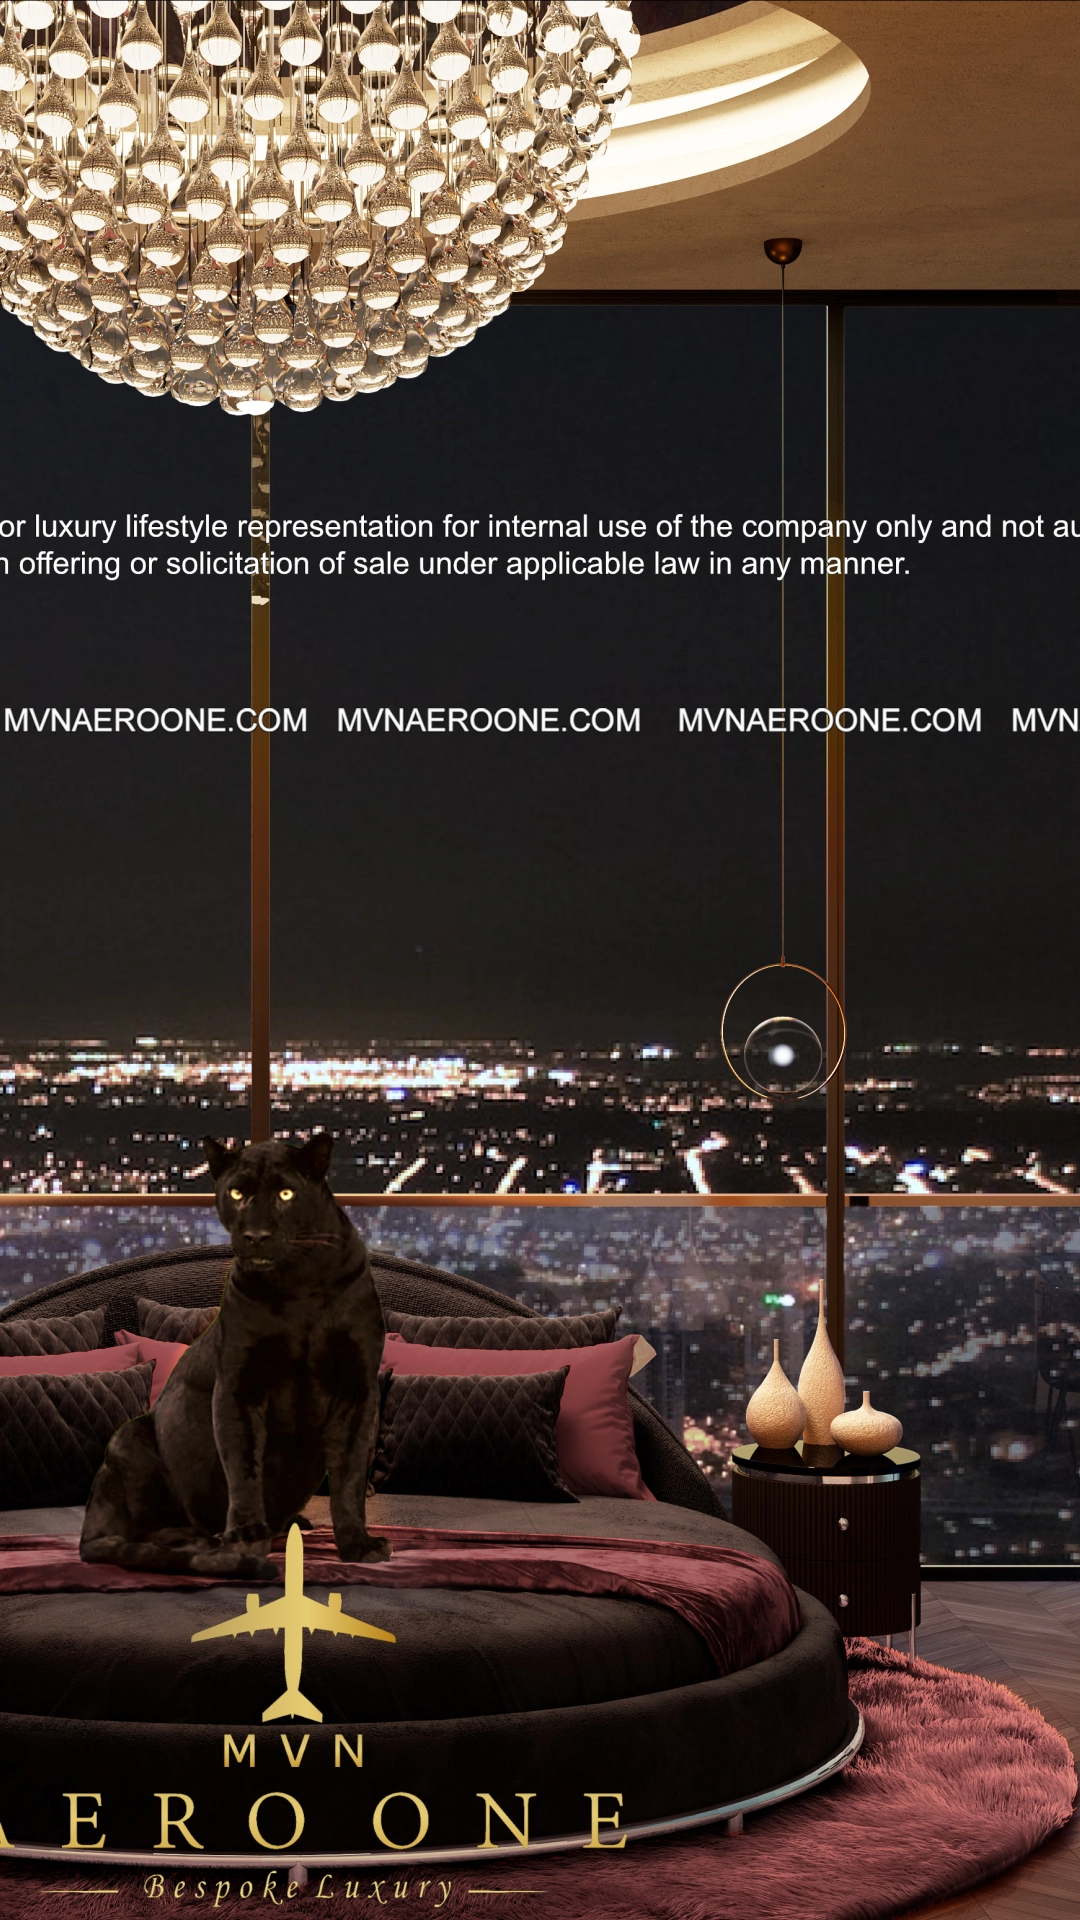 or luxury lifestyle representation for internal use of the company only and not au
n offering or solicitation of sale under applicable law in any manner.
MVNAEROONE.COM MVNAEROONE.COM MVNAEROONE.COM MVN
MVN
AERO ONE
Bespoke Luxury